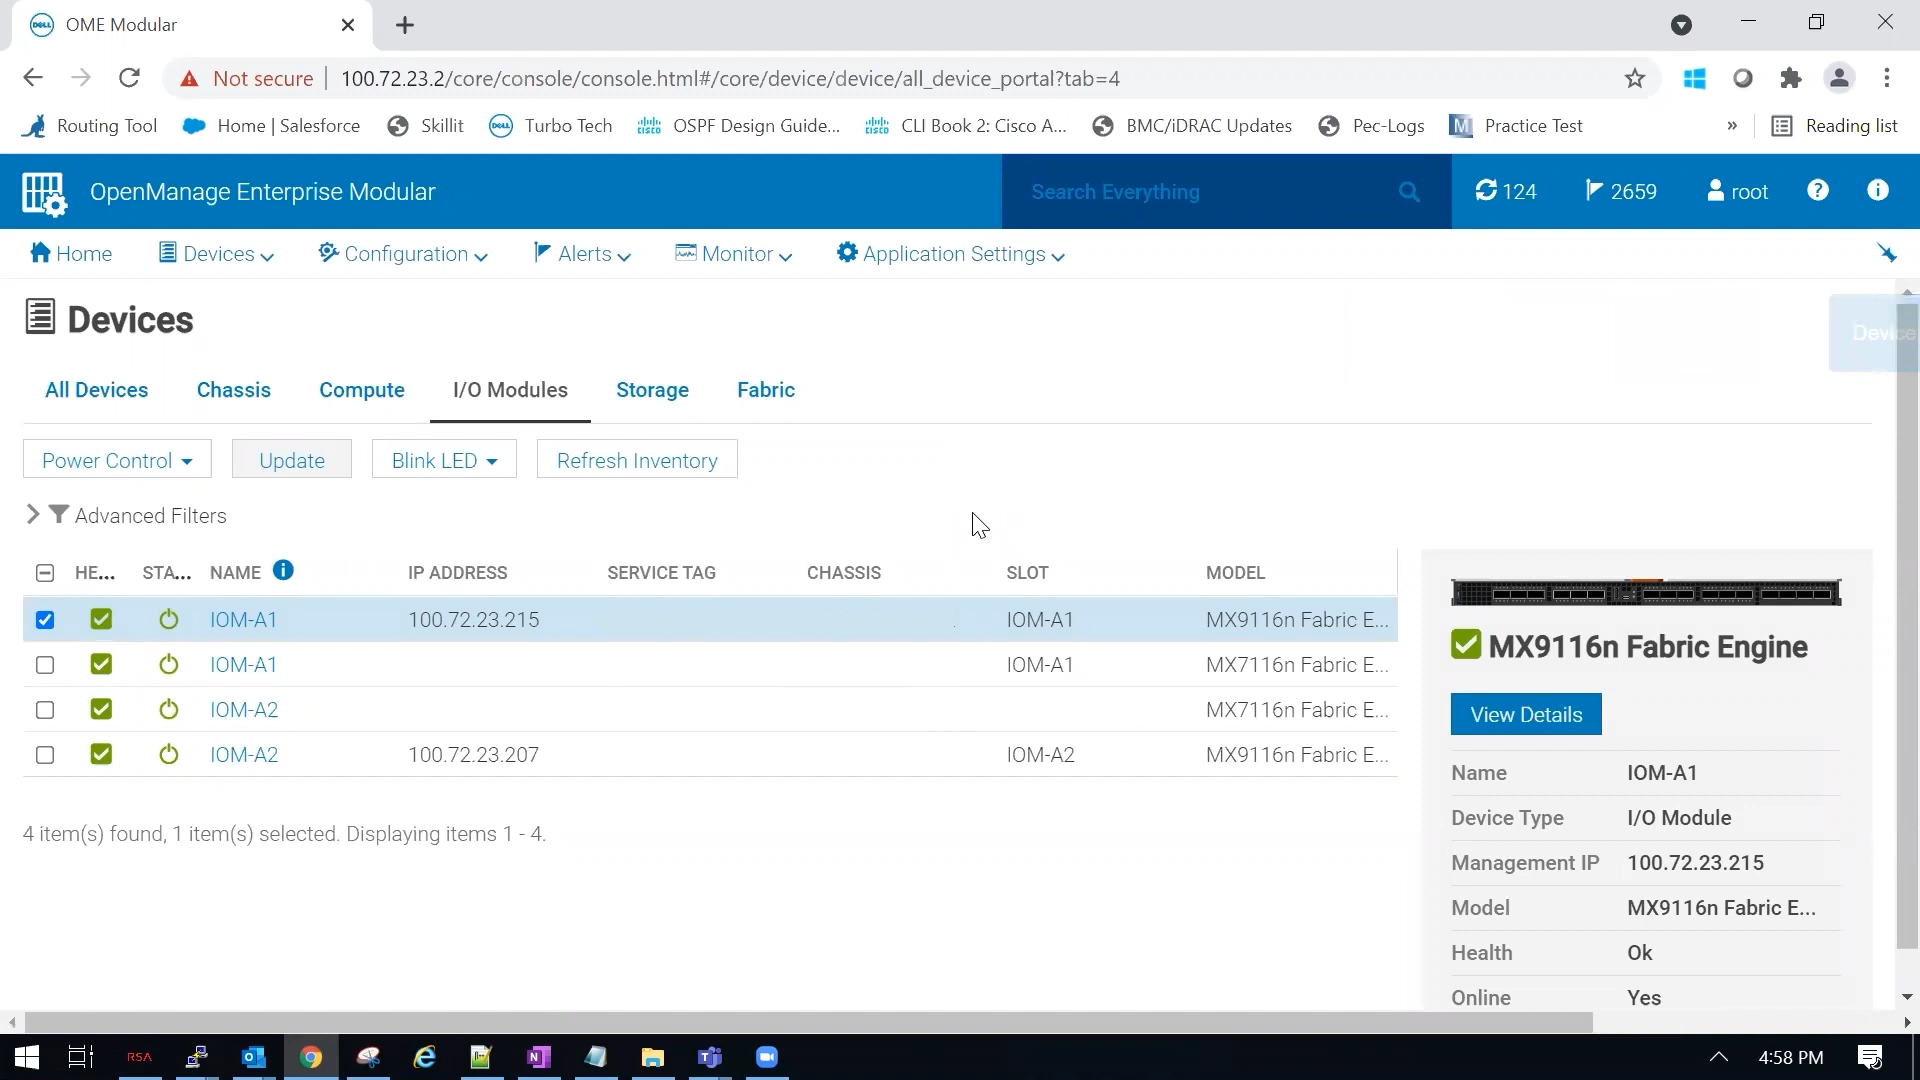 OME Modular
Not secure | 100.72.23.2/core/console/console.html#/core/device/device/all_device_portal?tab=4
Routing Tool Home | Salesforce Skillit DELL Turbo Tech cisco OSPF Design Guide... cisco CLI Book 2: Cisco A... BMC/iDRAC Updates Pec-Logs M Practice Test » Reading list
OpenManage Enterprise Modular Search Everything 124 2659 root
Home Devices Configuration Alerts Monitor Application Settings
Devices
Device
All Devices Chassis Compute I/O Modules Storage Fabric
Power Control Update Blink LED Refresh Inventory
Advanced Filters
HE... STA... NAME IP ADDRESS SERVICE TAG CHASSIS SLOT MODEL
IOM-A1 100.72.23.215 IOM-A1 MX9116n Fabric E...
IOM-A1 IOM-A1 MX7116n Fabric E...
IOM-A2 MX7116n Fabric E...
IOM-A2 100.72.23.207 IOM-A2 MX9116n Fabric E...
4 item(s) found, 1 item(s) selected. Displaying items 1 - 4.
MX9116n Fabric Engine
View Details
Name IOM-A1
Device Type I/O Module
Management IP 100.72.23.215
Model MX9116n Fabric E...
Health Ok
Online Yes
RSA 4:58 PM